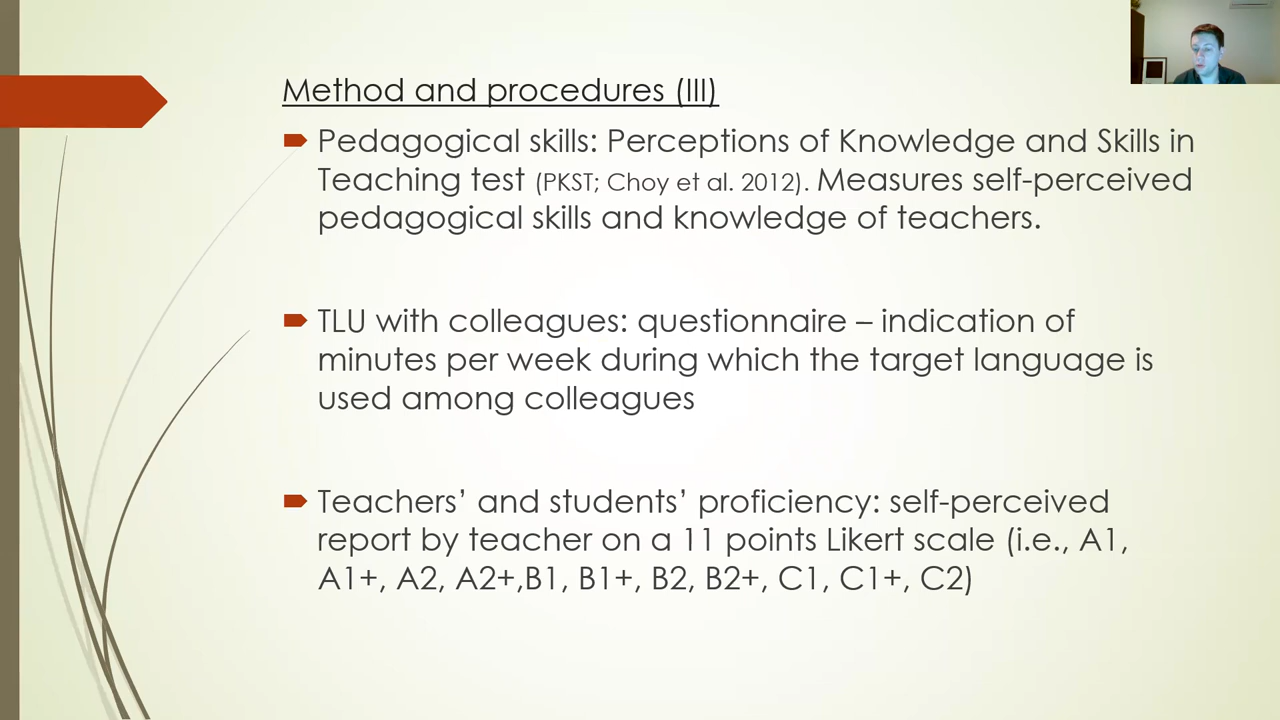 Method and procedures (III)
Pedagogical skills: Perceptions of Knowledge and Skills in
Teaching test (PKST; Choy et al. 2012). Measures self-perceived
pedagogical skills and knowledge of teachers.
TLU with colleagues: questionnaire – indication of
minutes per week during which the target language is
used among colleagues
Teachers’ and students’ proficiency: self-perceived
report by teacher on a 11 points Likert scale (i.e., A1,
A1+, A2, A2+,B1, B1+, B2, B2+, C1, C1+, C2)